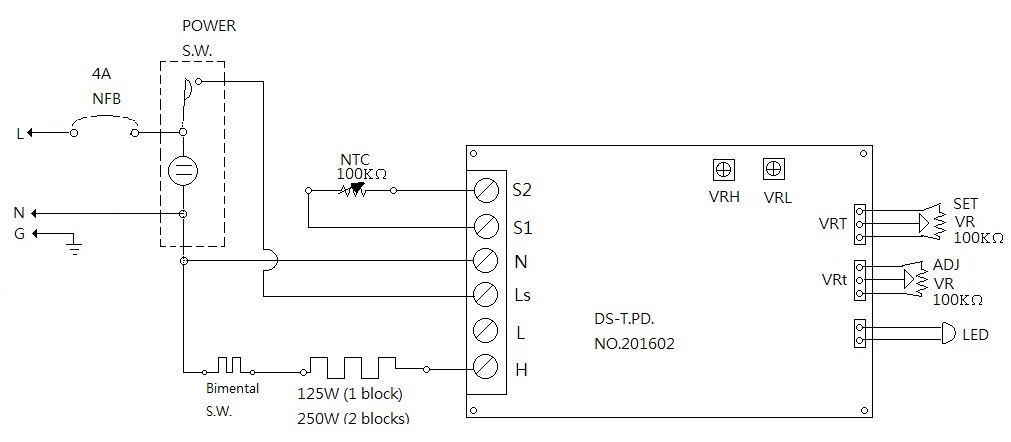 POWER
S.W.
4A
NFB
L
N
G
NTC
100KΩ
S2
S1
N
Ls
L
H
VRH
VRL
VRT
SET
VR
100KΩ
VRt
ADJ
VR
100KΩ
LED
DS-T.PD.
NO.201602
Bimental
S.W.
125W (1 block)
250W (2 blocks)